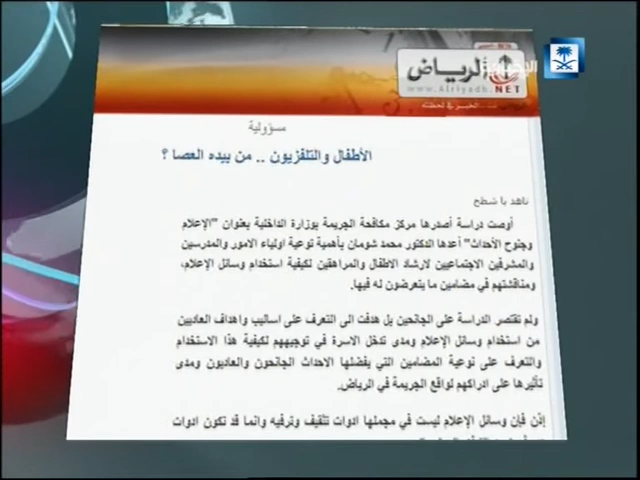 الرياض
www.Alriyadh.NET
الإخبارية
مسؤولية
الأطفال والتلفزيون .. من بيده العصا ؟
ناهد با شطح
أوصت دراسة أصدرها مركز مكافحة الجريمة بوزارة الداخلية بعنوان "الإعلام
وجنوح الأحداث" أعدها الدكتور محمد شومان بأهمية توعية اولياء الامور والمدرسين
والمشرفين الاجتماعيين لارشاد الاطفال والمراهقين لكيفية استخدام وسائل الإعلام،
ومناقشتهم في مضامين ما يتعرضون له فيها.
ولم تقتصر الدراسة على الجانحين بل هدفت الى التعرف على اساليب واهداف العاديين
من استخدام وسائل الإعلام ومدى تدخل الاسرة في توجيههم لكيفية هذا الاستخدام
والتعرف على نوعية المضامين التي يفضلها الاحداث الجانحون والعاديون ومدى
تأثيرها على ادراكهم لواقع الجريمة في الرياض.
إذن فإن وسائل الإعلام ليست في مجملها ادوات تثقيف وترفيه وانما قد تكون ادوات